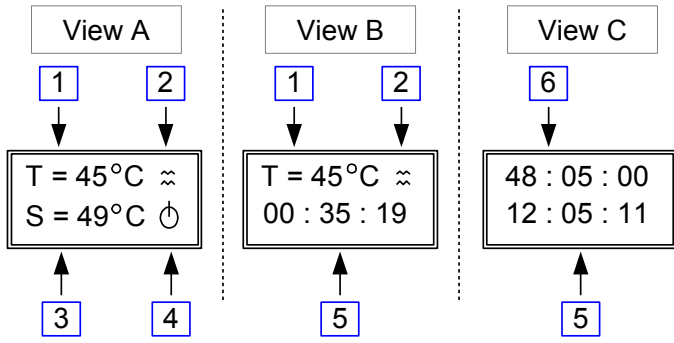 View A
View B
View C
1
2
1
2
6
T = 45°C
T = 45°C
48 : 05 : 00
S = 49°C
00 : 35 : 19
12 : 05 : 11
3
4
5
5